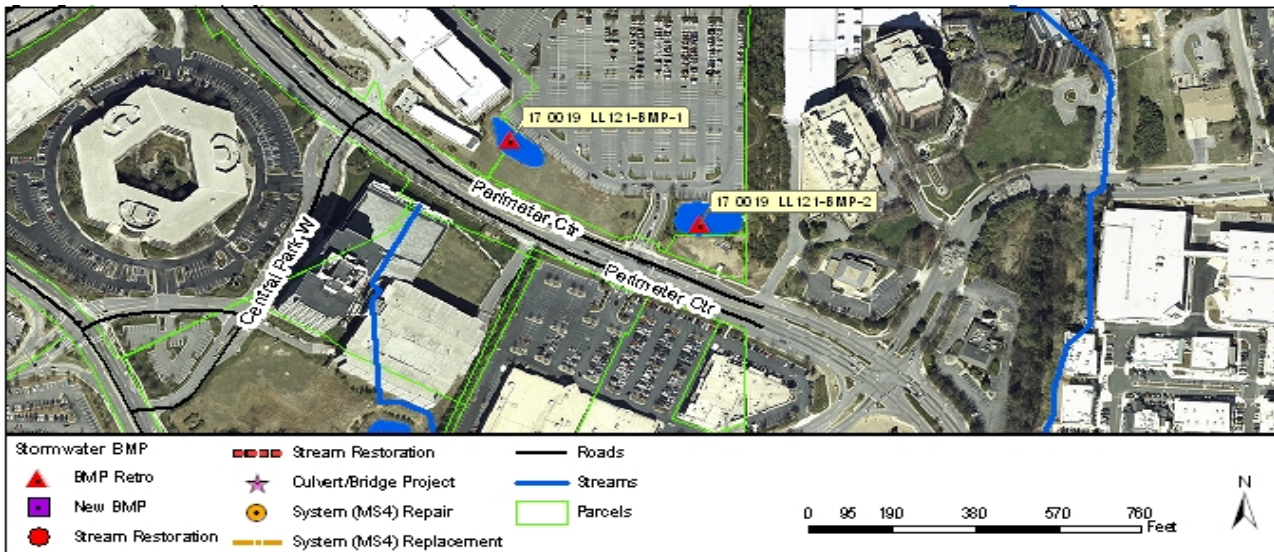 17 0019 LL121-BMP-1
17 0019 LL121-BMP-2
Perimeter Ctr
Perimeter Ctr
Central Park W
Stormwater BMP
BMP Retro
New BMP
Stream Restoration
Stream Restoration
Culvert/Bridge Project
System (MS4) Repair
System (MS4) Replacement
Roads
Streams
Parcels
0 95 190 380 570 760
Feet
N